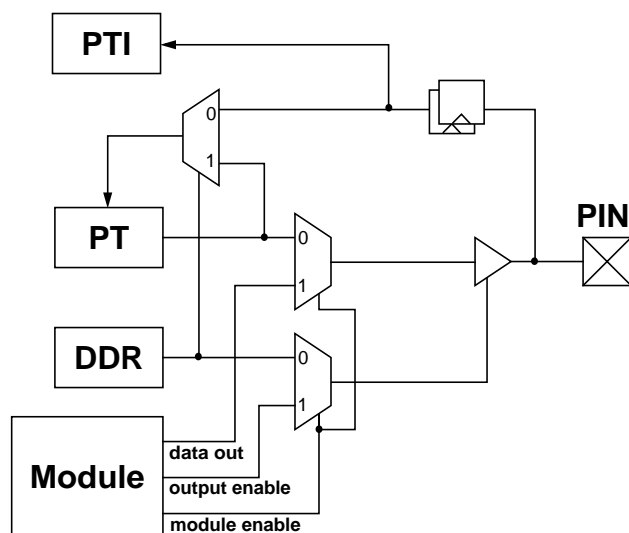 PTI
0
1
PT
PIN
0
1
DDR
0
1
Module
data out
output enable
module enable